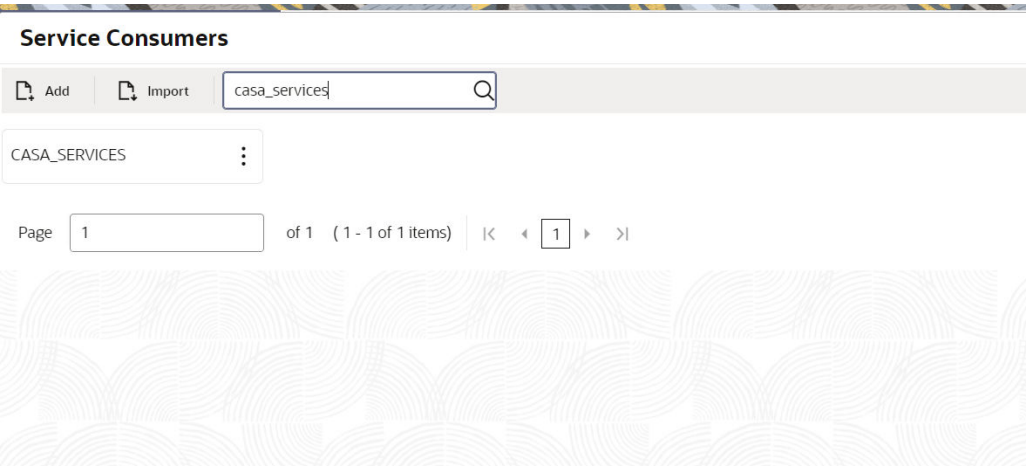 Service Consumers
Add Import casa_services
CASA_SERVICES
Page 1 of 1 ( 1 - 1 of 1 items) 1